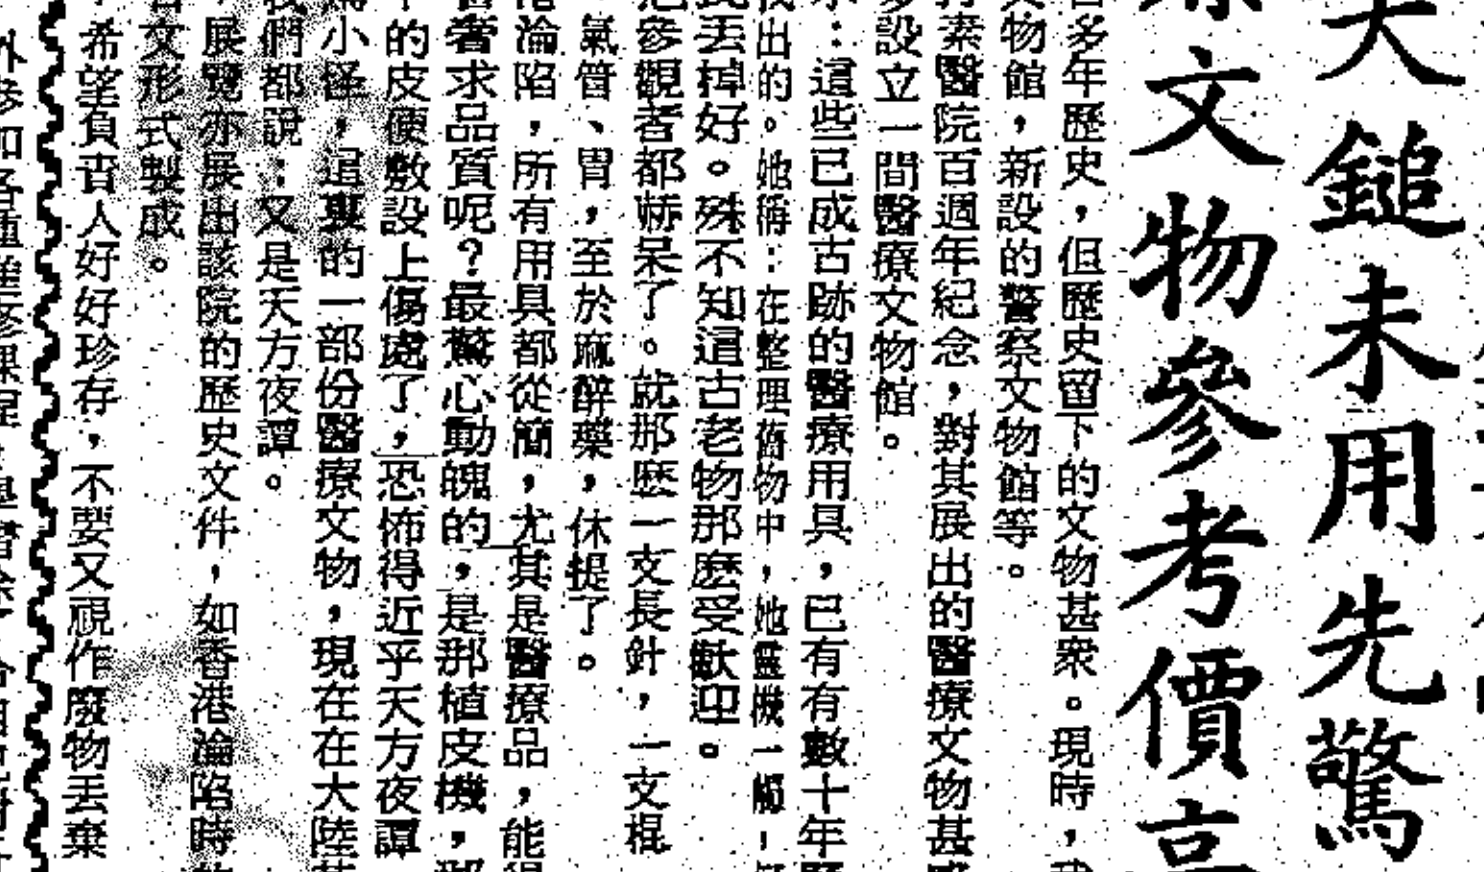 大鎚未用先驚
文物參考價高
多年歷史，但歷史留下的文物甚衆。現時，
物館，新設的警察文物館等。
素醫院百週年紀念，對其展出的醫療文物甚感
設立一間醫療文物館。
：這些已成古跡的醫療用具，已有有數十年歷
出的。她稱：在整理舊物中，她靈機一觸，
丟掉好。殊不知這古老物那麽受歡迎。
參觀者都嚇呆了。就那麽一支長針，一支棍
氣管、胃，至於麻醉藥，休提了。
淪陷，所有用具都從簡，尤其是醫療品，能得
奢求品質呢？最驚心動魄的，是那植皮機，那
的皮便敷設上傷處了，恐怖得近乎天方夜譚
小怪，這裏的一部份醫療文物，現在在大陸某
我們都說：又是天方夜譚。
展覽亦展出該院的歷史文件，如香港淪陷時的
文形式製成。
希望負責人好好珍存，不要又視作廢物丟棄